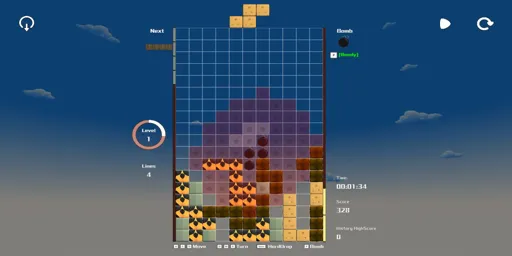 Next
Bomb
(Ready)
Level
1
Lines
4
Time
00:01:34
Score
328
Military HighScore
0
Move
Turn
HardDrop
Bomb